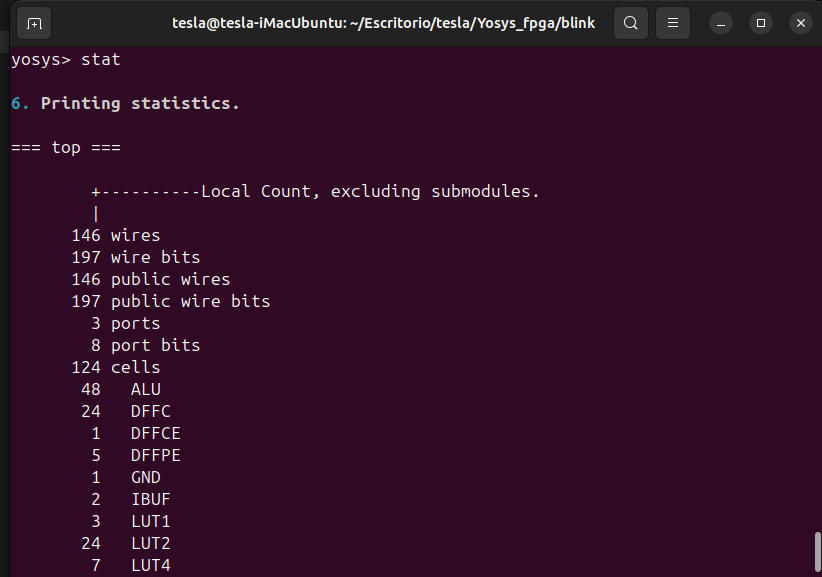 tesla@tesla-iMacUbuntu: ~/Escritorio/tesla/Yosys_fpga/blink
yosys> stat
6. Printing statistics.
=== top ===
+----------Local Count, excluding submodules.
|
146 wires
197 wire bits
146 public wires
197 public wire bits
3 ports
8 port bits
124 cells
48 ALU
24 DFFC
1 DFFCE
5 DFFPE
1 GND
2 IBUF
3 LUT1
24 LUT2
7 LUT4